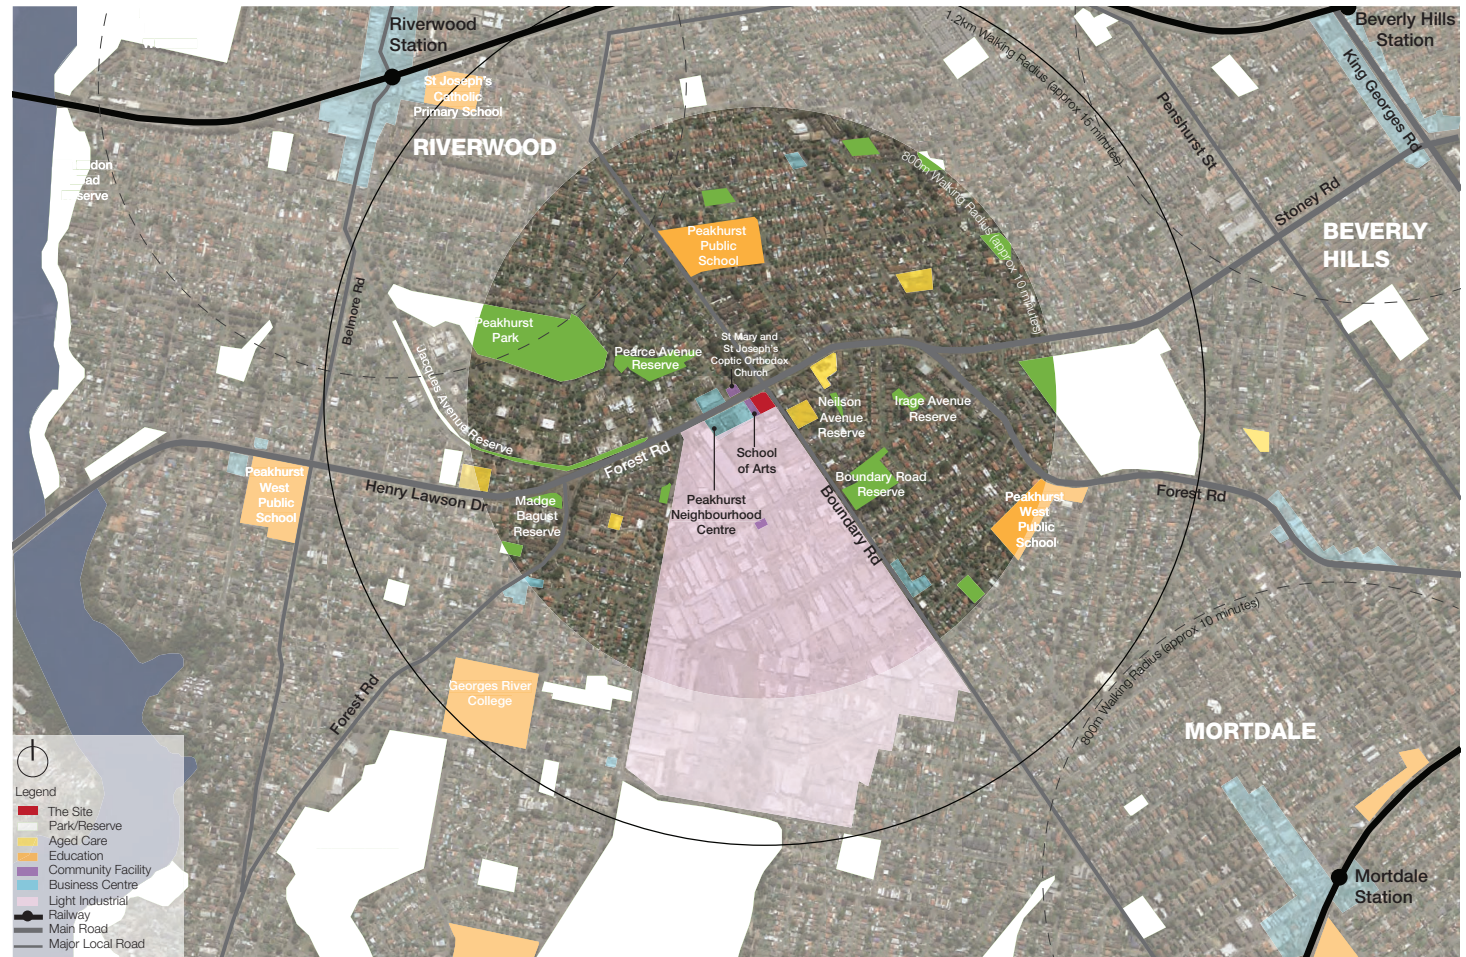 Riverwood
Station
Beverly Hills
Station
1.2km Walking Radius (approx 15 minutes)
King Georges Rd
St Joseph's
Catholic
Primary School
Penshurst St
RIVERWOOD
800m Walking Radius (approx 10 minutes)
Stoney Rd
BEVERLY
HILLS
Peakhurst
Public
School
Belmore Rd
Peakhurst
Park
Pearce Avenue
Reserve
St Mary and
St Joseph's
Coptic Orthodox
Church
Jacques Avenue Reserve
Neilson
Avenue
Reserve
Irage Avenue
Reserve
Forest Rd
School
of Arts
Peakhurst
West
Public
School
Henry Lawson Dr
Madge
Bagust
Reserve
Peakhurst
Neighbourhood
Centre
Boundary Road
Reserve
Boundary Rd
Peakhurst
West
Public
School
Forest Rd
800m Walking Radius (approx 10 minutes)
Georges River
College
Forest Rd
MORTDALE
Mortdale
Station
Legend
The Site
Park/Reserve
Aged Care
Education
Community Facility
Business Centre
Light Industrial
Railway
Main Road
Major Local Road